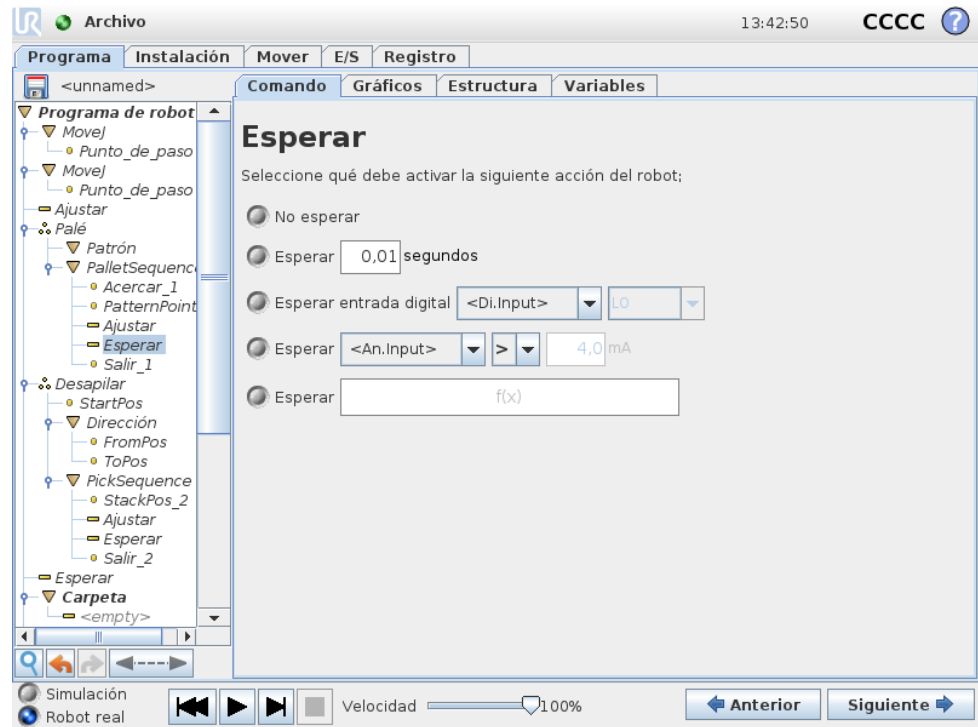 UR Archivo 13:42:50 CCCC ?
Programa Instalación Mover E/S Registro
<unnamed>
Comando Gráficos Estructura Variables
Programa de robot
MoveJ
Punto_de_paso
MoveJ
Punto_de_paso
Ajustar
Palé
Patrón
PalletSequenc
Acercar_1
PatternPoint
Ajustar
Esperar
Salir_1
Desapilar
StartPos
Dirección
FromPos
ToPos
PickSequence
StackPos_2
Ajustar
Esperar
Salir_2
Esperar
Carpeta
<empty>
Esperar
Seleccione qué debe activar la siguiente acción del robot;
No esperar
Esperar 0,01 segundos
Esperar entrada digital <Di.Input> LO
Esperar <An.Input> > 4,0 mA
Esperar f(x)
Simulación
Robot real
Velocidad 100%
Anterior Siguiente